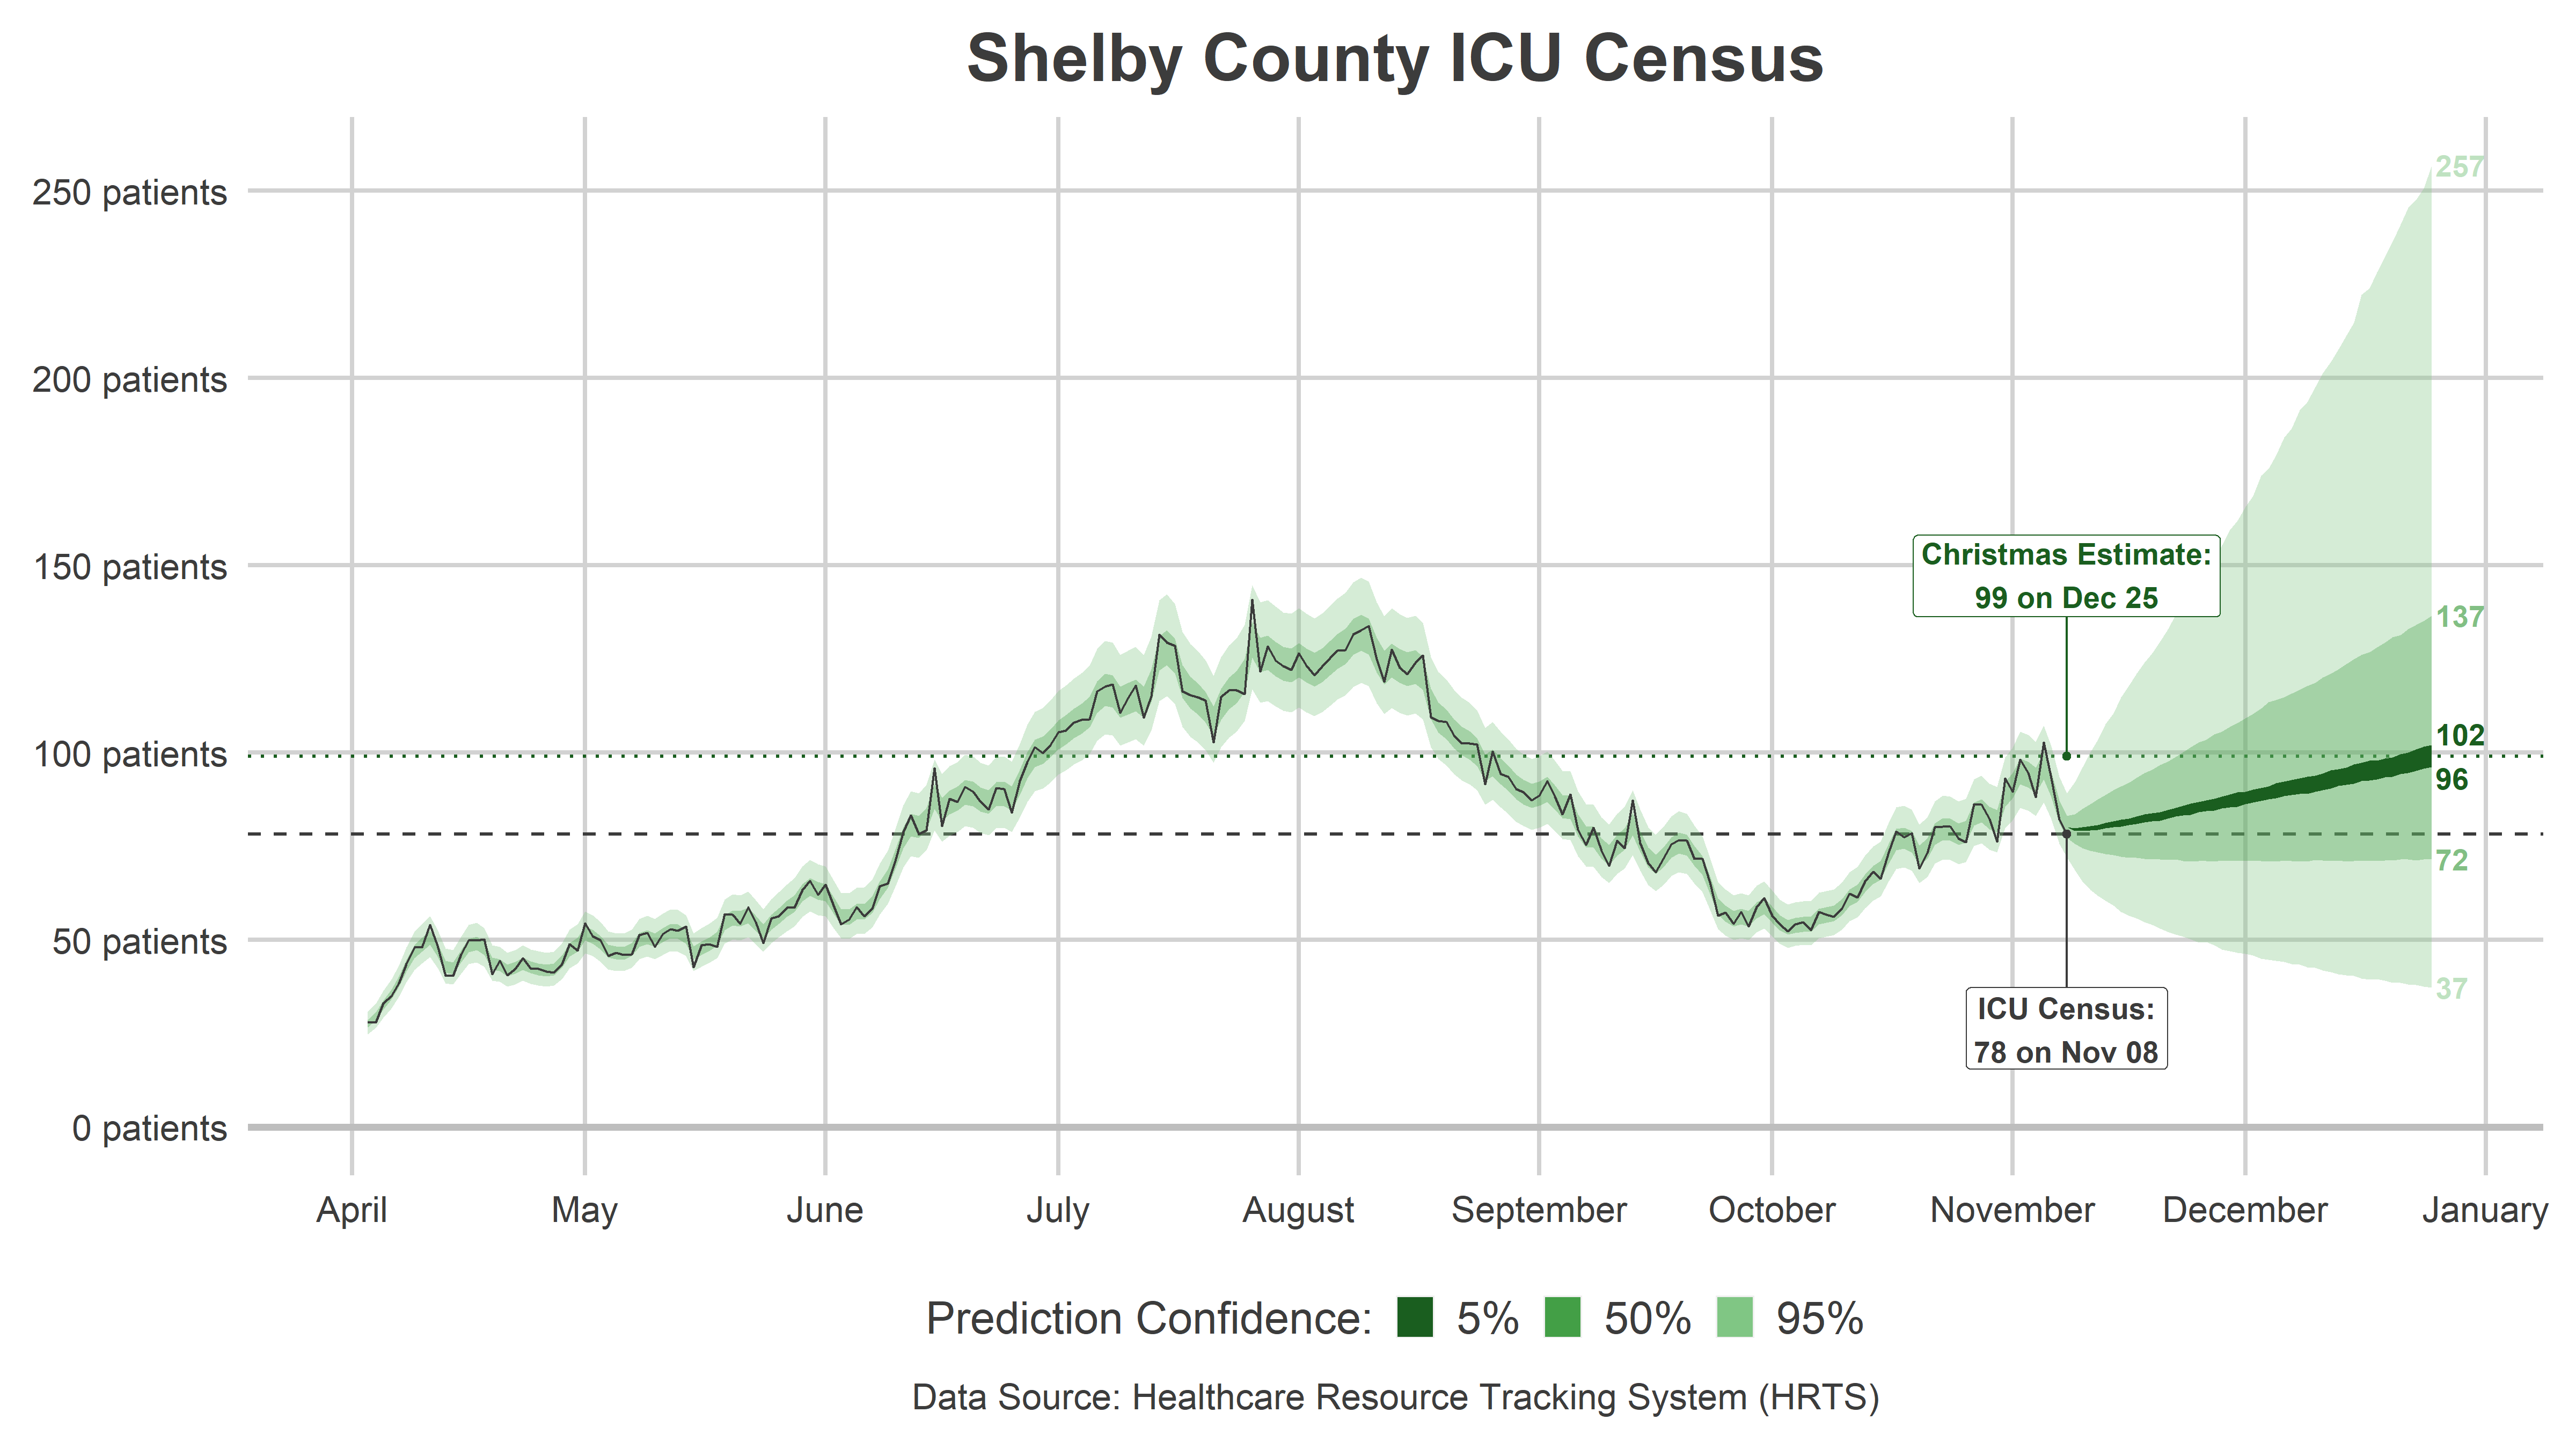 Shelby County ICU Census
250 patients
200 patients
150 patients
100 patients
50 patients
0 patients
257
137
102
96
72
37
Christmas Estimate:
99 on Dec 25
ICU Census:
78 on Nov 08
April May June July August September October November December January
Prediction Confidence: 5% 50% 95%
Data Source: Healthcare Resource Tracking System (HRTS)